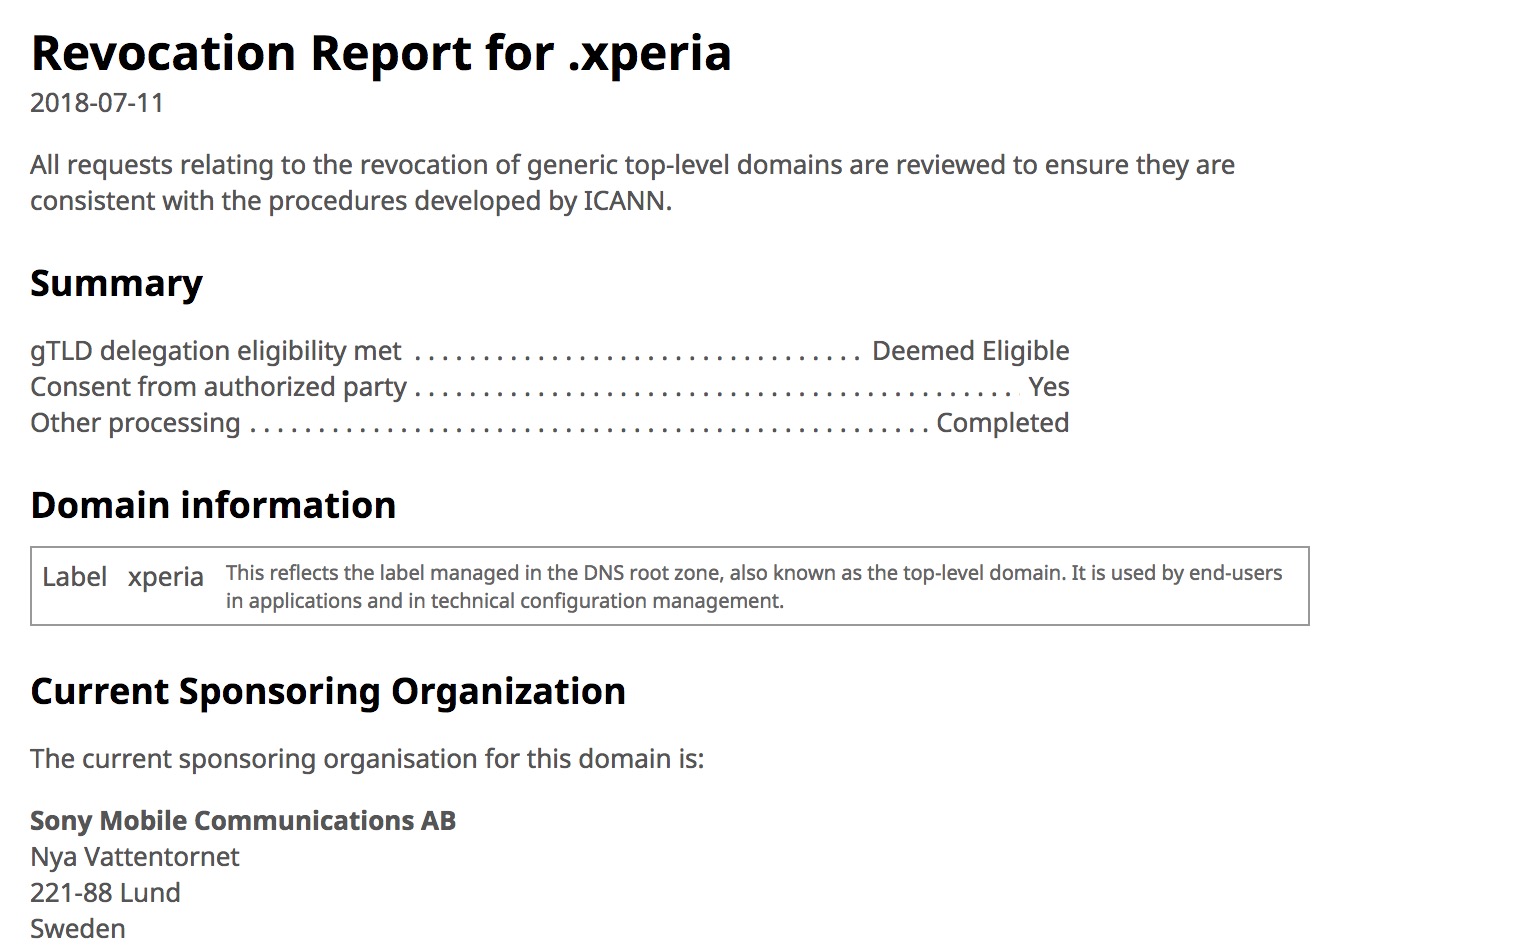 Revocation Report for .xperia
2018-07-11
All requests relating to the revocation of generic top-level domains are reviewed to ensure they are
consistent with the procedures developed by ICANN.
Summary
gTLD delegation eligibility met . . . . . . . . . . . . . . . . . . . . . . . . . . . . . . . . . Deemed Eligible
Consent from authorized party . . . . . . . . . . . . . . . . . . . . . . . . . . . . . . . . . . . . . . . . . . . . Yes
Other processing . . . . . . . . . . . . . . . . . . . . . . . . . . . . . . . . . . . . . . . . . . . . . . . . . . Completed
Domain information
Label xperia This reflects the label managed in the DNS root zone, also known as the top-level domain. It is used by end-users
in applications and in technical configuration management.
Current Sponsoring Organization
The current sponsoring organisation for this domain is:
Sony Mobile Communications AB
Nya Vattentornet
221-88 Lund
Sweden